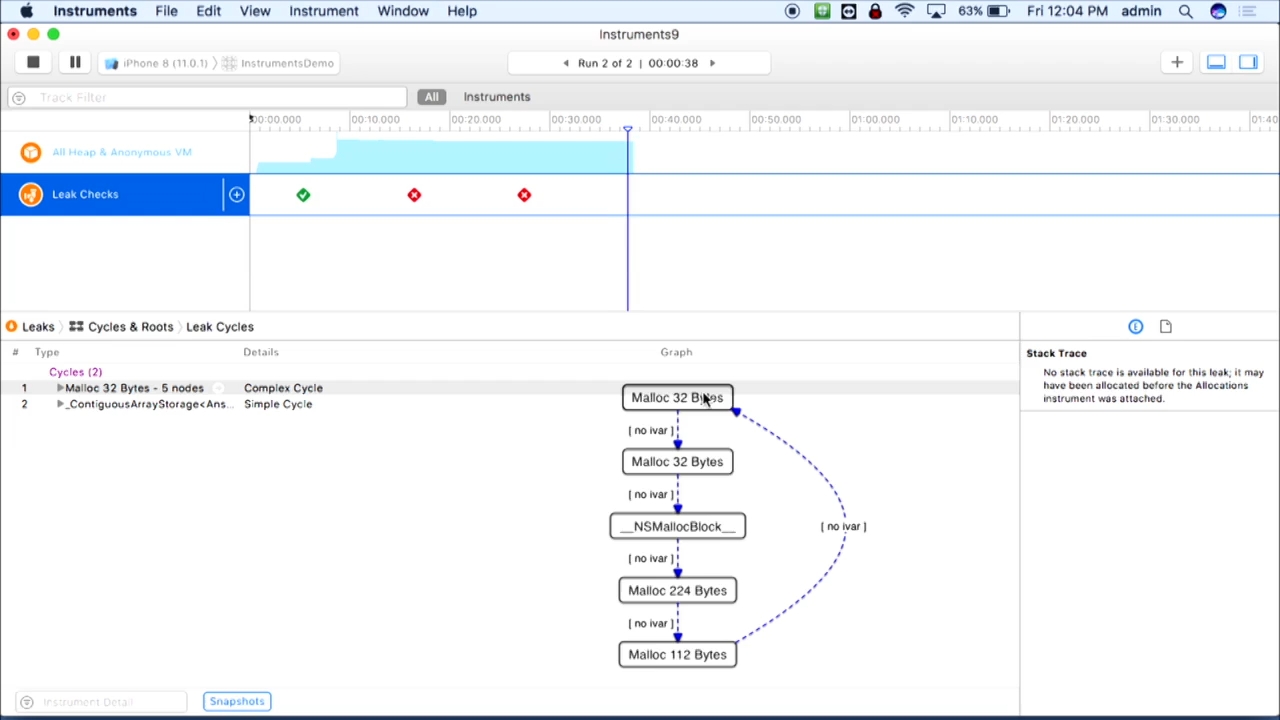 Instruments File Edit View Instrument Window Help 63% Fri 12:04 PM admin
Instruments9
iPhone 8 (11.0.1) InstrumentsDemo Run 2 of 2 | 00:00:38
Track Filter All Instruments
00:00.000 00:10.000 00:20.000 00:30.000 00:40.000 00:50.000 01:00.000 01:10.000 01:20.000 01:30.000 01:40
All Heap & Anonymous VM
Leak Checks
Leaks Cycles & Roots Leak Cycles
# Type Details Graph
Cycles (2)
1 Malloc 32 Bytes - 5 nodes Complex Cycle
2 _ContiguousArrayStorage<Ans... Simple Cycle
Malloc 32 Bytes
[ no ivar ]
Malloc 32 Bytes
[ no ivar ]
__NSMallocBlock__
[ no ivar ]
[ no ivar ]
Malloc 224 Bytes
[ no ivar ]
Malloc 112 Bytes
Stack Trace
No stack trace is available for this leak; it may
have been allocated before the Allocations
instrument was attached.
Instrument Detail Snapshots